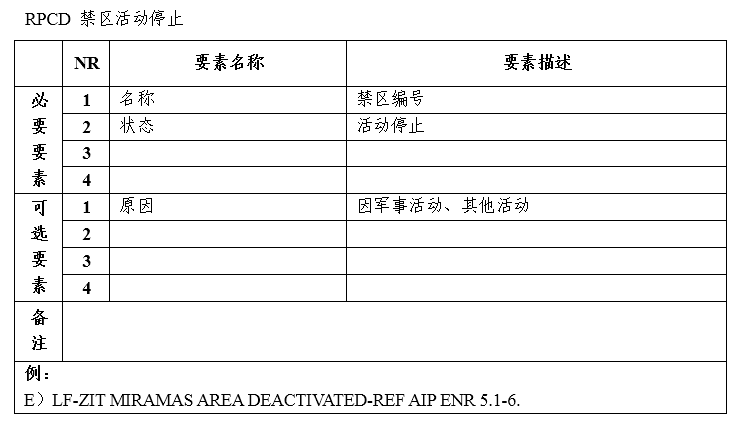 RPCD 禁区活动停止
NR 要素名称 要素描述
必要要素
1 名称 禁区编号
2 状态 活动停止
3
4
可选要素
1 原因 因军事活动、其他活动
2
3
4
备注
例：
E）LF-ZIT MIRAMAS AREA DEACTIVATED-REF AIP ENR 5.1-6.